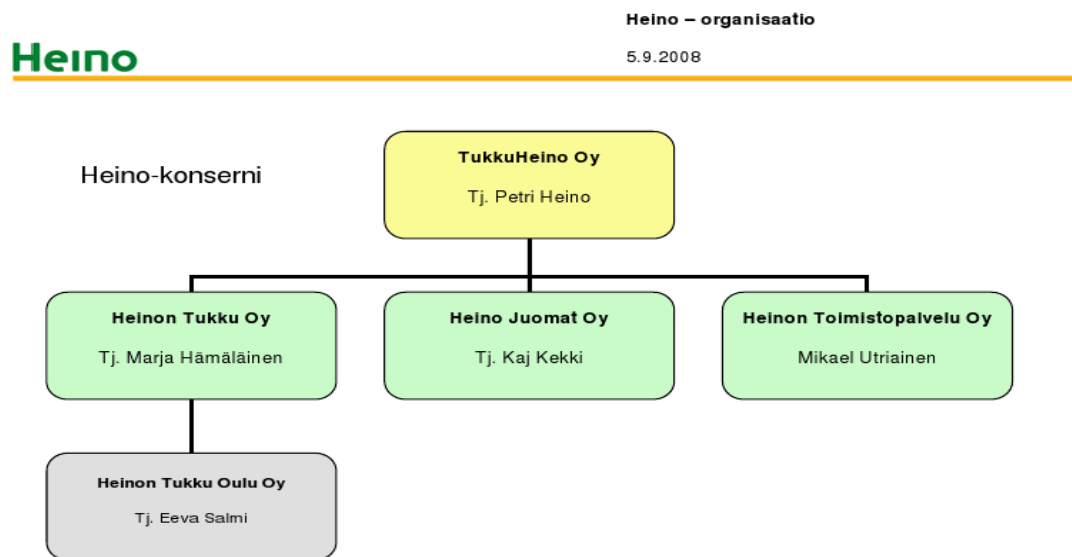 Heino – organisaatio
Heino
5.9.2008
Heino-konserni
TukkuHeino Oy
Tj. Petri Heino
Heinon Tukku Oy
Tj. Marja Hämäläinen
Heino Juomat Oy
Tj. Kaj Kekki
Heinon Toimistopalvelu Oy
Mikael Utriainen
Heinon Tukku Oulu Oy
Tj. Eeva Salmi